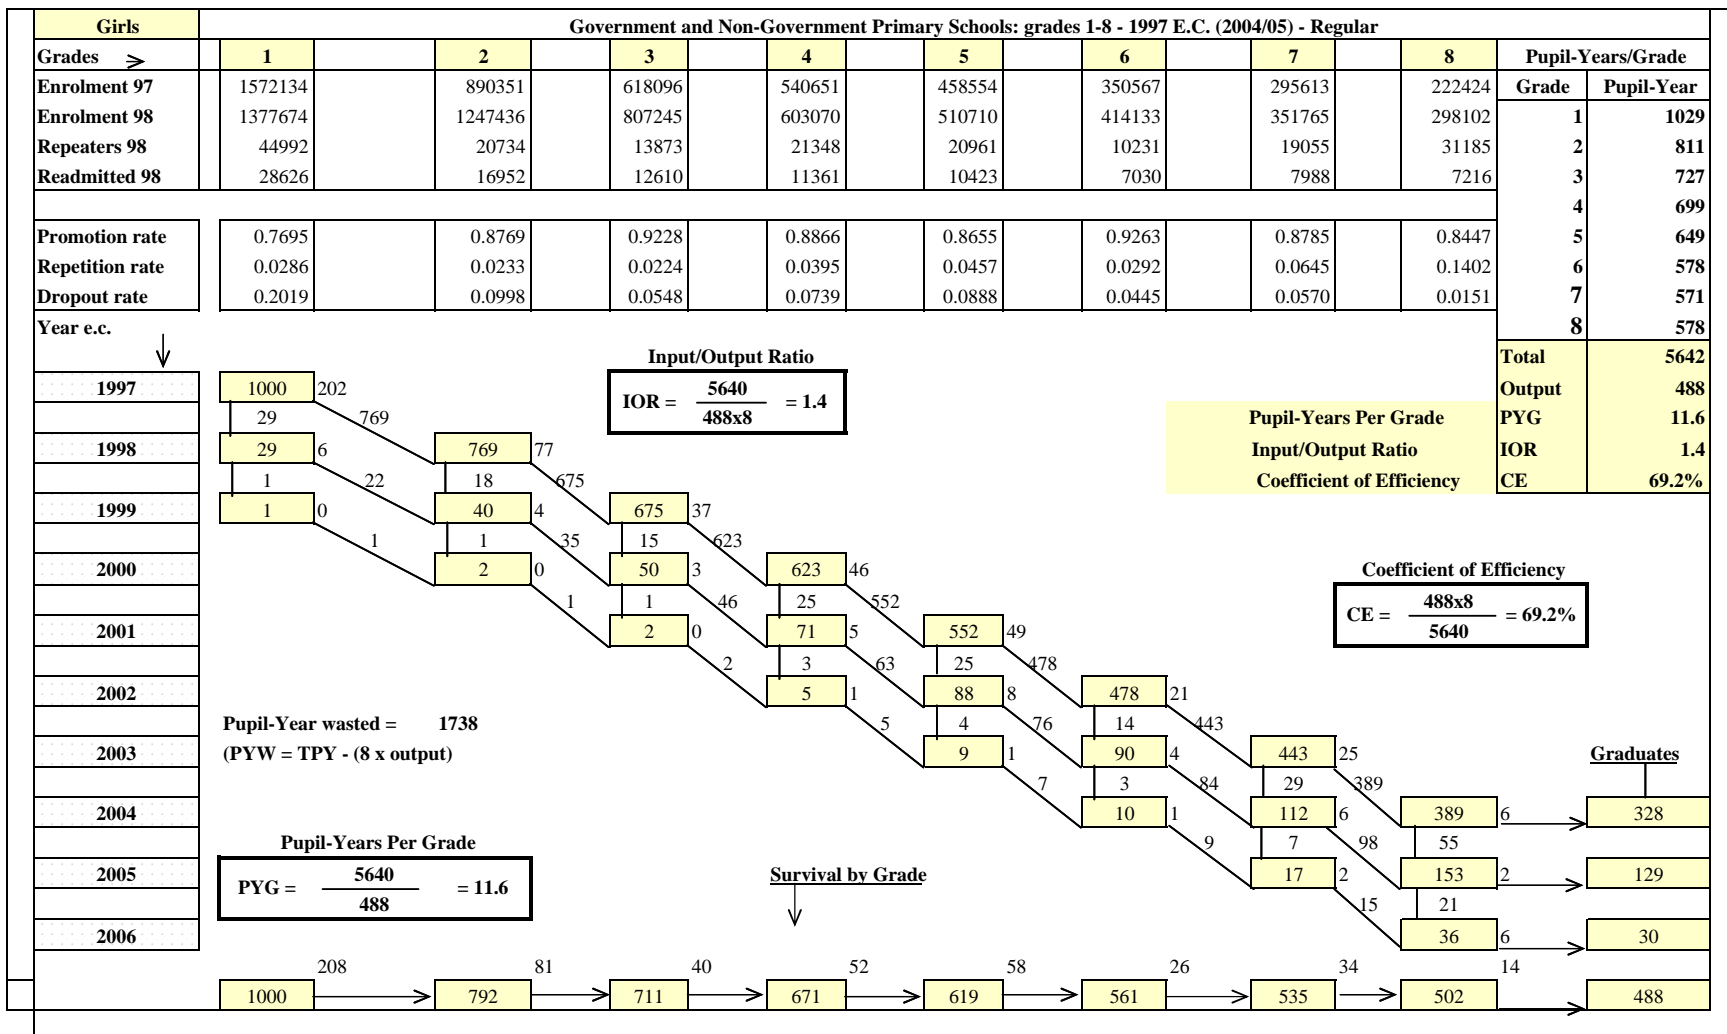 Girls Government and Non-Government Primary Schools: grades 1-8 - 1997 E.C. (2004/05) - Regular
Grades 1 2 3 4 5 6 7 8 Pupil-Years/Grade
Enrolment 97 1572134 890351 618096 540651 458554 350567 295613 222424 Grade Pupil-Year
Enrolment 98 1377674 1247436 807245 603070 510710 414133 351765 298102 1 1029
Repeaters 98 44992 20734 13873 21348 20961 10231 19055 31185 2 811
Readmitted 98 28626 16952 12610 11361 10423 7030 7988 7216 3 727
4 699
Promotion rate 0.7695 0.8769 0.9228 0.8866 0.8655 0.9263 0.8785 0.8447 5 649
Repetition rate 0.0286 0.0233 0.0224 0.0395 0.0457 0.0292 0.0645 0.1402 6 578
Dropout rate 0.2019 0.0998 0.0548 0.0739 0.0888 0.0445 0.0570 0.0151 7 571
Year e.c. 8 578
Input/Output Ratio Total 5642
1997 1000 202 IOR = 5640 / 488x8 = 1.4 Output 488
29 769 Pupil-Years Per Grade PYG 11.6
1998 29 6 769 77 Input/Output Ratio IOR 1.4
1 22 18 675 Coefficient of Efficiency CE 69.2%
1999 1 0 40 4 675 37
1 1 35 15 623
2000 2 0 50 3 623 46 Coefficient of Efficiency
1 1 46 25 552 CE = 488x8 / 5640 = 69.2%
2001 2 0 71 5 552 49
2 3 63 25 478
2002 5 1 88 8 478 21
Pupil-Year wasted = 1738 5 4 76 14 443
2003 (PYW = TPY - (8 x output) 9 1 90 4 443 25 Graduates
7 3 84 29 389
2004 10 1 112 6 389 6 328
Pupil-Years Per Grade 9 7 98 55
2005 PYG = 5640 / 488 = 11.6 Survival by Grade 17 2 153 2 129
15 21
2006 36 6 30
208 81 40 52 58 26 34 14
1000 792 711 671 619 561 535 502 488